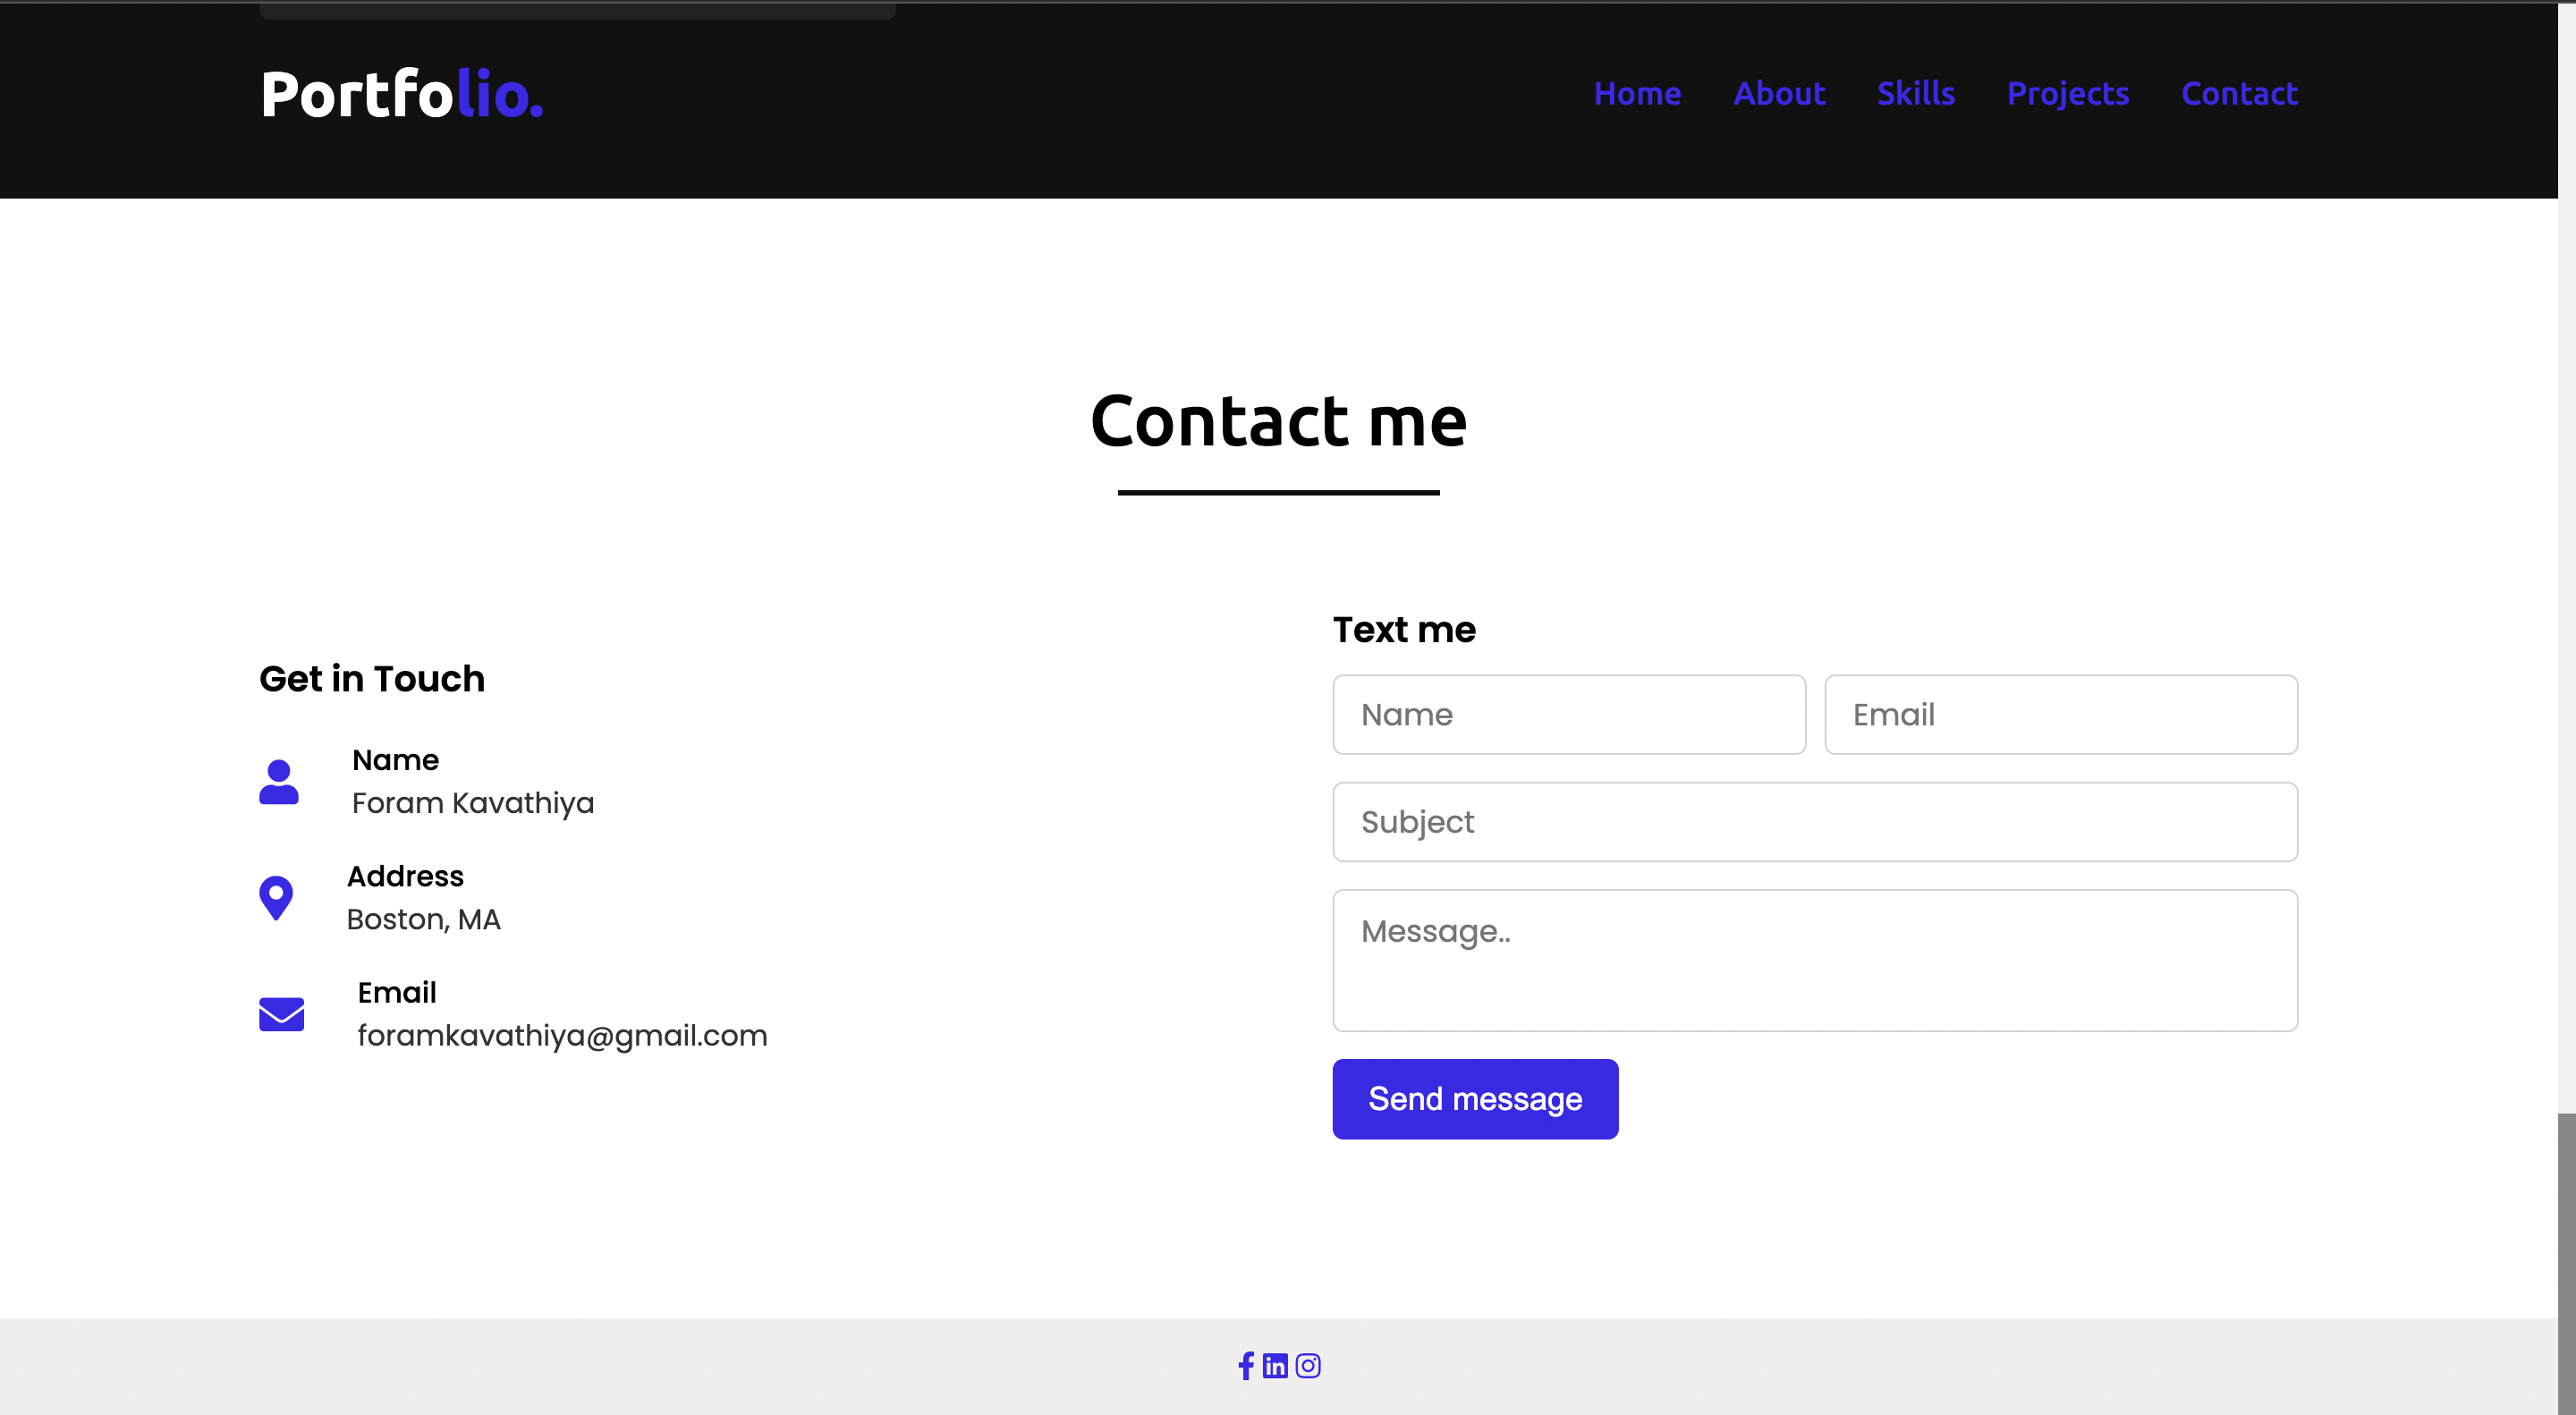 Portfolio.
Home About Skills Projects Contact
Contact me
Get in Touch
Name
Foram Kavathiya
Address
Boston, MA
Email
foramkavathiya@gmail.com
Text me
Name Email
Subject
Message..
Send message